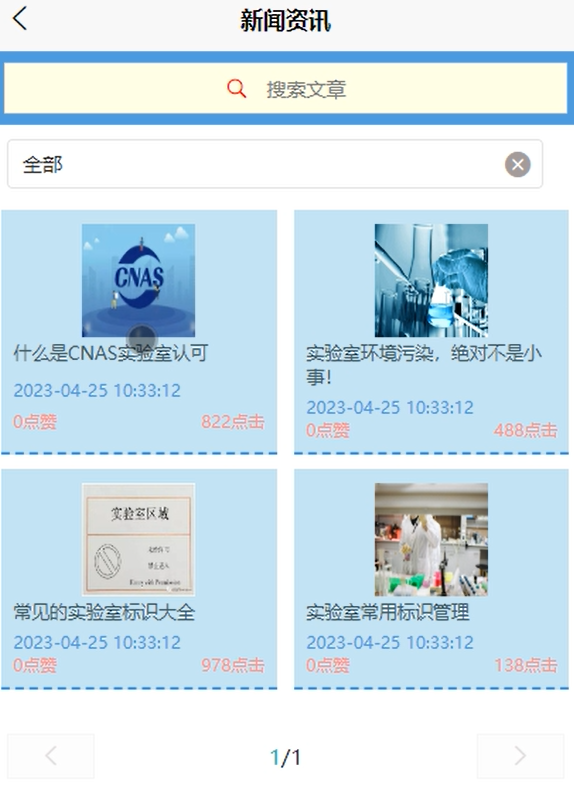 新闻资讯
搜索文章
全部
CNAS
什么是CNAS实验室认可
2023-04-25 10:33:12
0点赞 822点击
实验室环境污染，绝对不是小
事！
2023-04-25 10:33:12
0点赞 488点击
实验室区域
常见的实验室标识大全
2023-04-25 10:33:12
0点赞 978点击
实验室常用标识管理
2023-04-25 10:33:12
0点赞 138点击
1/1